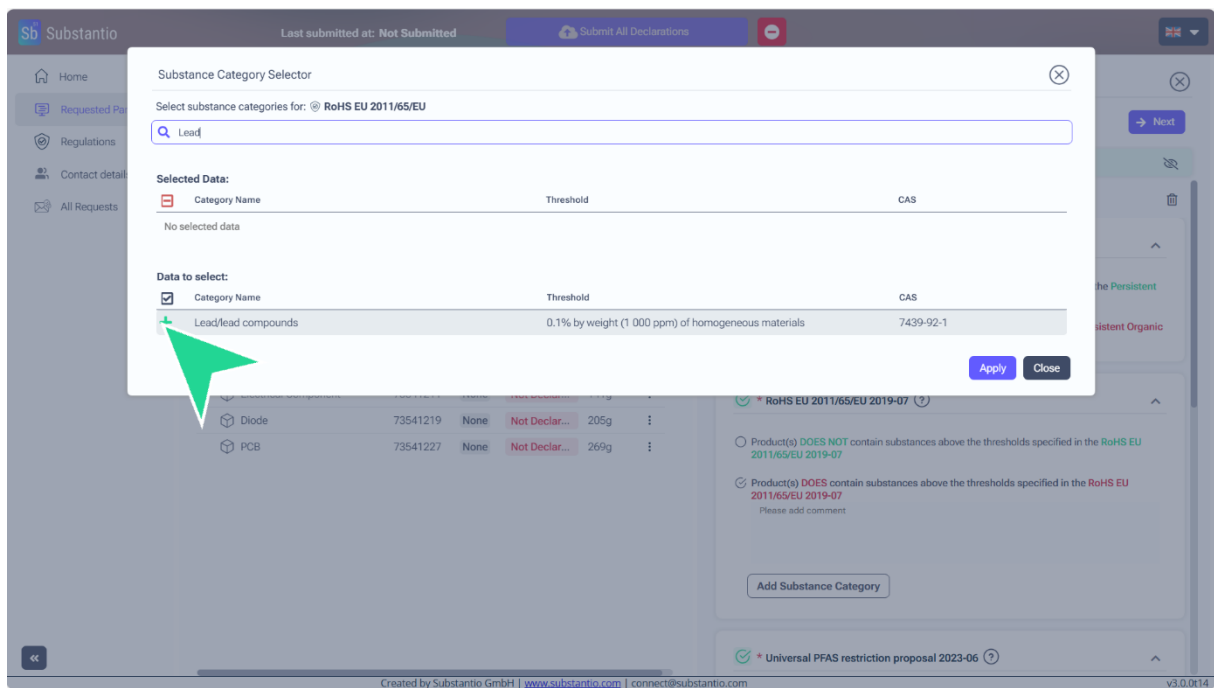 Sb Substantio
Last submitted at: Not Submitted
Submit All Declarations
Home
Requested Par
Regulations
Contact detail
All Requests
Substance Category Selector
Select substance categories for: RoHS EU 2011/65/EU
Lead
Selected Data:
Category Name Threshold CAS
No selected data
Data to select:
Category Name Threshold CAS
Lead/lead compounds 0.1% by weight (1 000 ppm) of homogeneous materials 7439-92-1
Apply Close
Next
the Persistent
sistent Organic
Diode 73541219 None Not Declar... 205g
PCB 73541227 None Not Declar... 269g
* RoHS EU 2011/65/EU 2019-07 ?
Product(s) DOES NOT contain substances above the thresholds specified in the RoHS EU
2011/65/EU 2019-07
Product(s) DOES contain substances above the thresholds specified in the RoHS EU
2011/65/EU 2019-07
Please add comment
Add Substance Category
* Universal PFAS restriction proposal 2023-06 ?
Created by Substantio GmbH | www.substantio.com | connect@substantio.com
v3.0.0t14